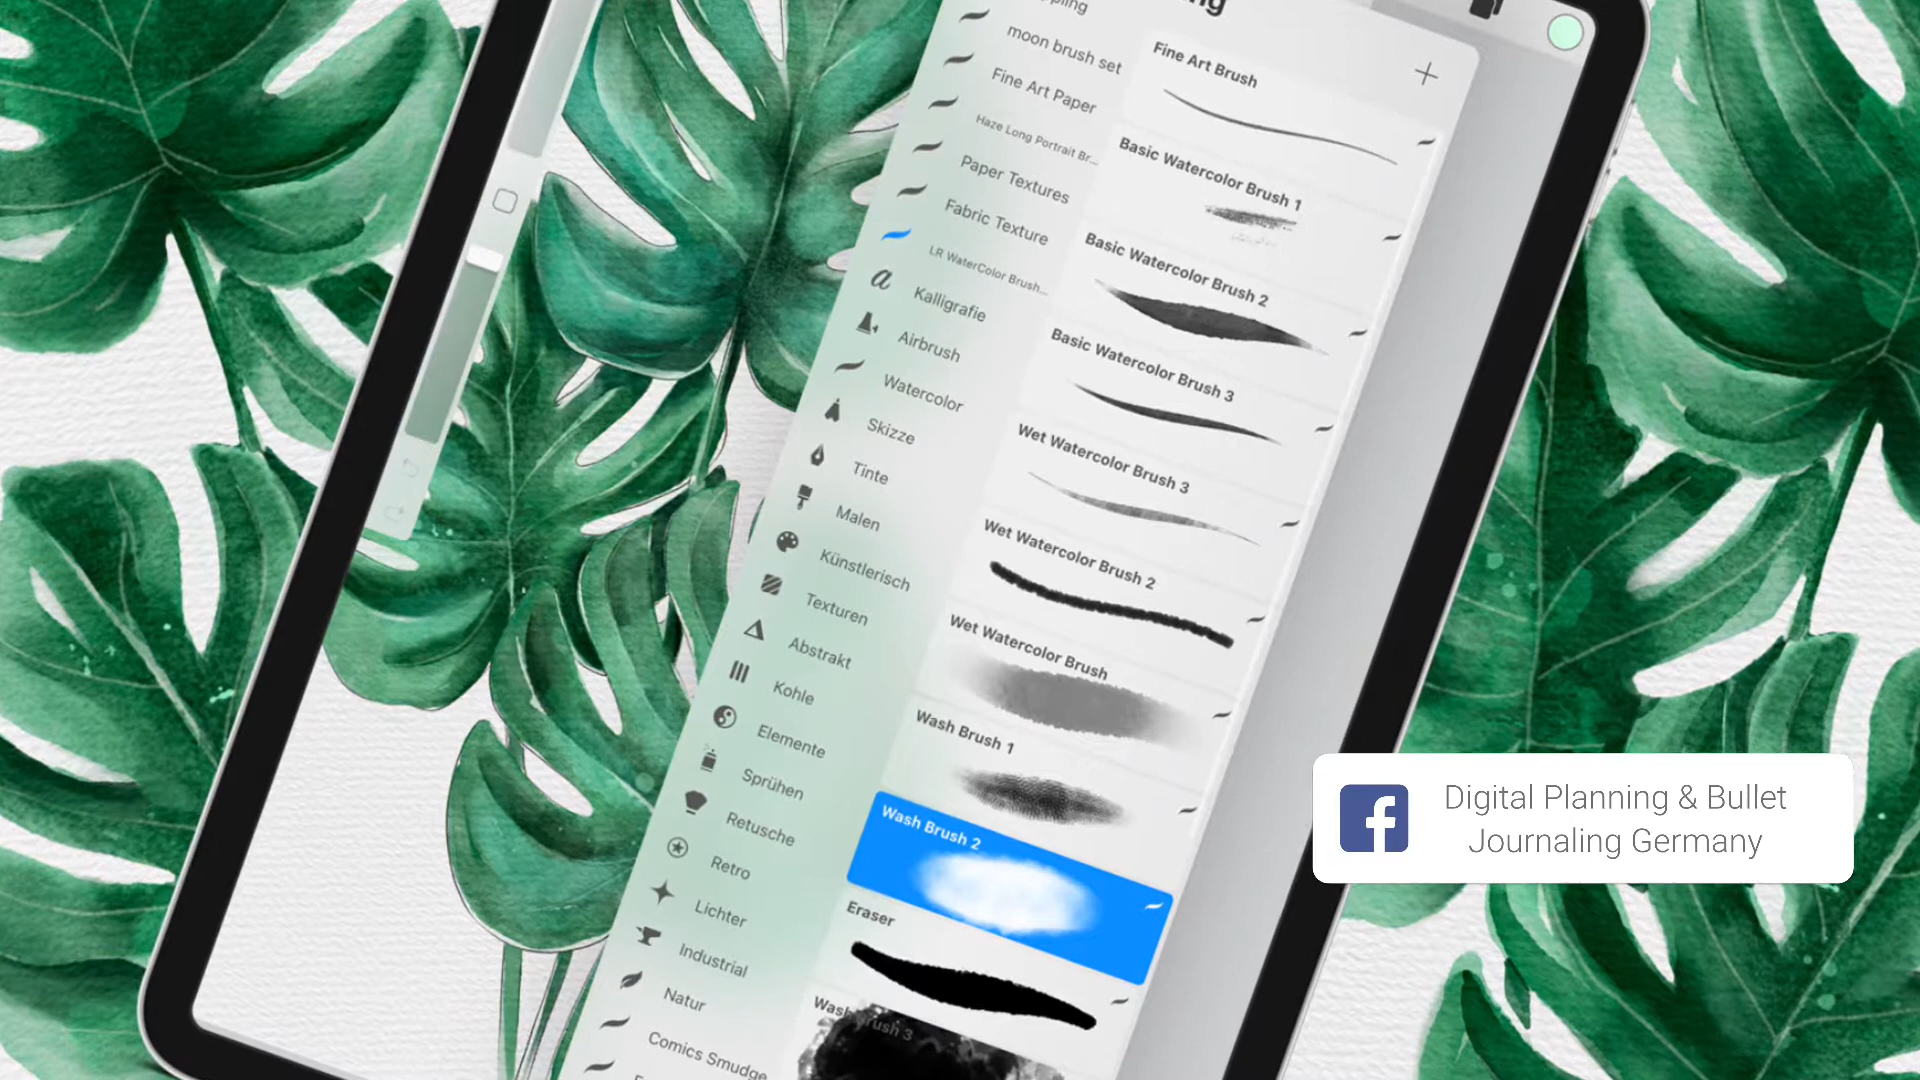 moon brush set
Fine Art Paper
Haze Long Portrait Br...
Paper Textures
Fabric Texture
LR WaterColor Brush...
Kalligrafie
Airbrush
Watercolor
Skizze
Tinte
Malen
Künstlerisch
Texturen
Abstrakt
Kohle
Elemente
Sprühen
Retusche
Retro
Lichter
Industrial
Natur
Comics Smudge
Fine Art Brush
Basic Watercolor Brush 1
Basic Watercolor Brush 2
Basic Watercolor Brush 3
Wet Watercolor Brush 3
Wet Watercolor Brush 2
Wet Watercolor Brush
Wash Brush 1
Wash Brush 2
Eraser
Wash Brush 3
Digital Planning & Bullet
Journaling Germany